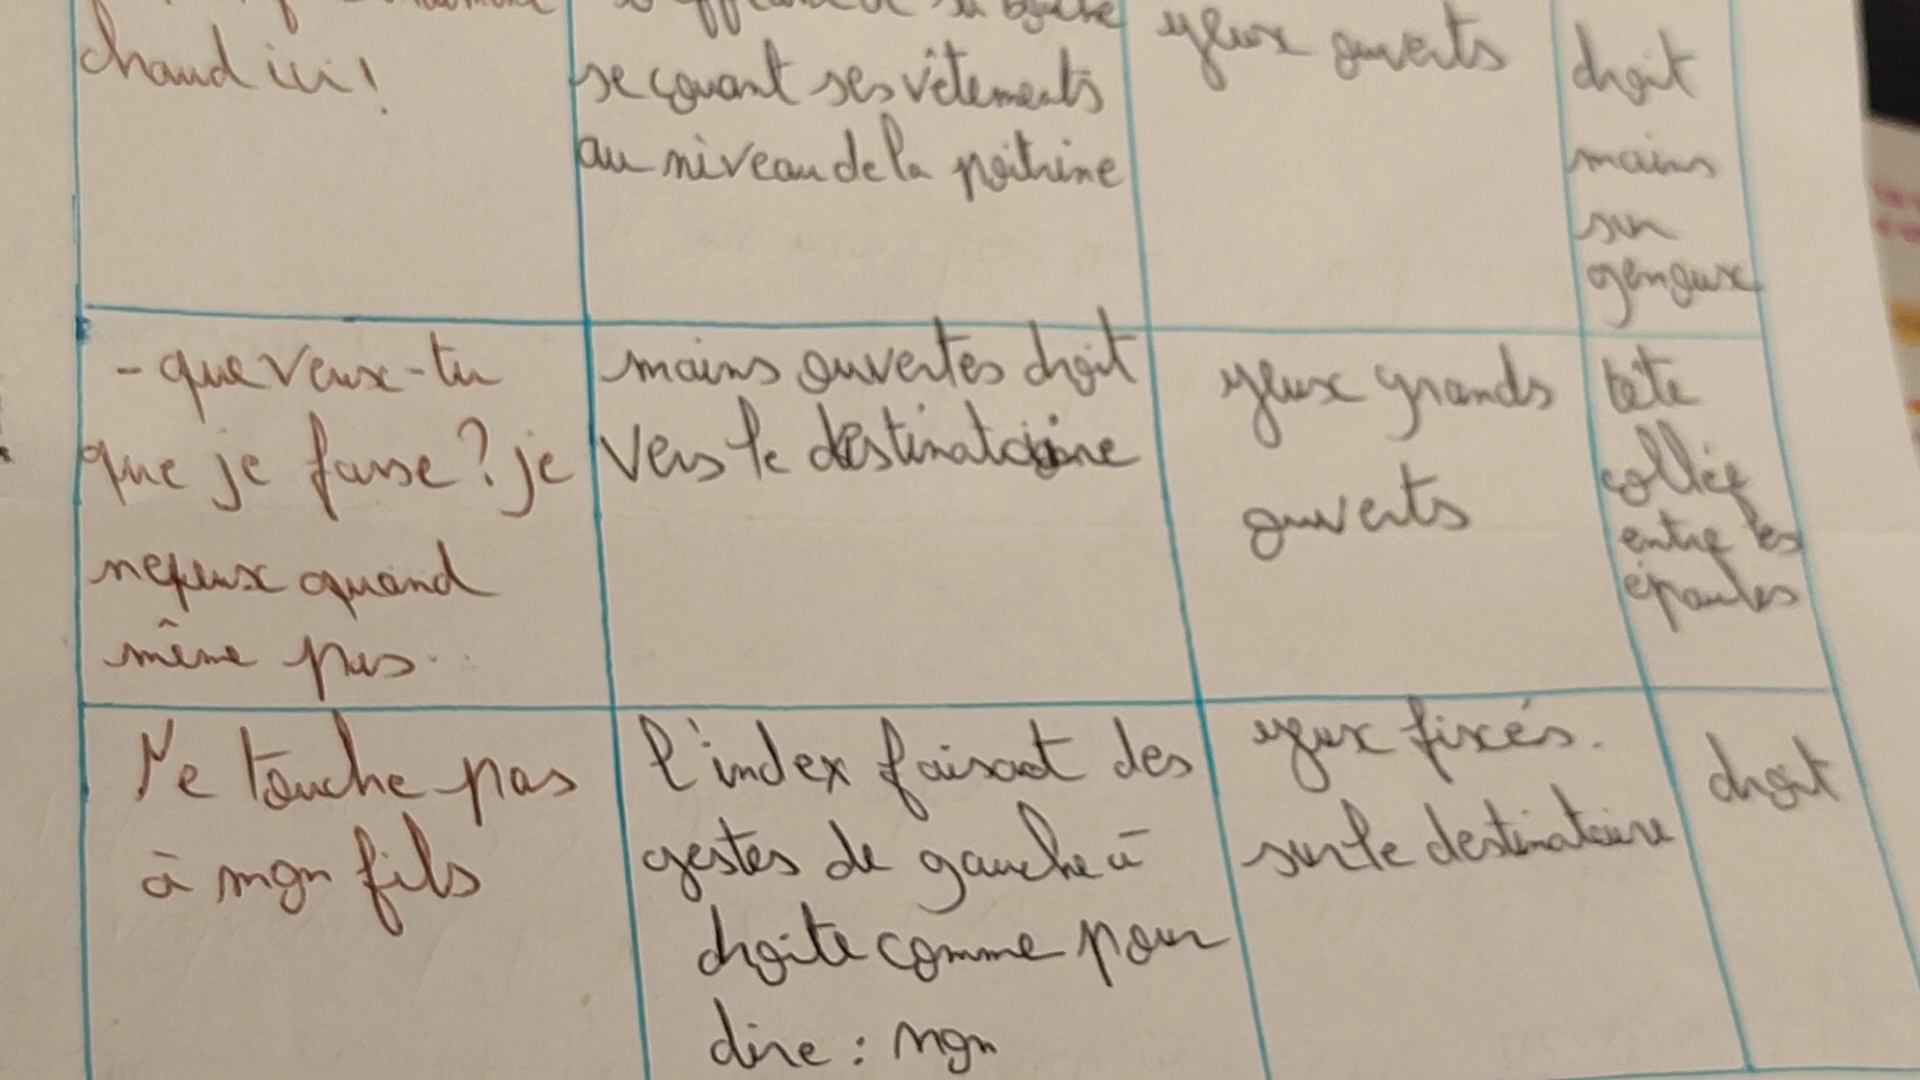 chaud ici!
secouant ses vêtements
au niveau de la poitrine
yeux ouverts
droit
mains
sur
genoux
- que veux-tu
que je fasse ? je
ne peux quand
même pas..
mains ouvertes droit
vers le destinataire
yeux grands
ouverts
tête
collée
entre les
épaules
Ne touche pas
à mon fils
l'index faisant des
gestes de gauche à
droite comme pour
dire : non
yeux fixés.
sur le destinataire
droit